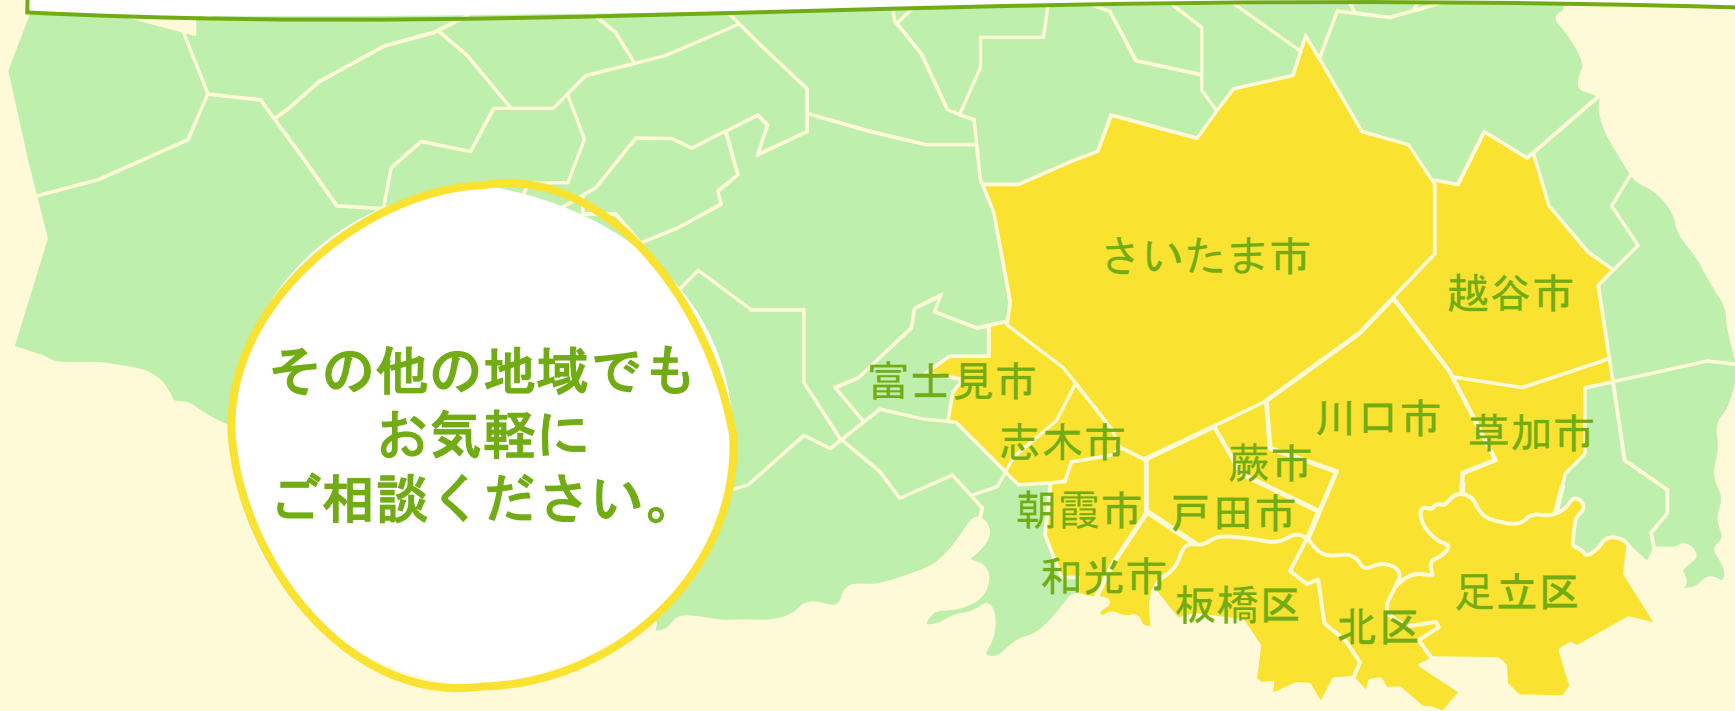 さいたま市
越谷市
富士見市
川口市
草加市
志木市
蕨市
朝霞市
戸田市
和光市
板橋区
北区
足立区
その他の地域でも
お気軽に
ご相談ください。